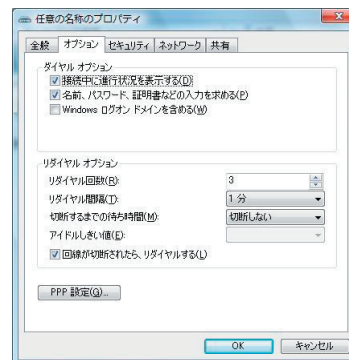 任意の名称のプロパティ
全般 オプション セキュリティ ネットワーク 共有
ダイヤル オプション
接続中に進行状況を表示する(D)
名前、パスワード、証明書などの入力を求める(P)
Windows ログオン ドメインを含める(W)
リダイヤル オプション
リダイヤル回数(R): 3
リダイヤル間隔(T): 1 分
切断するまでの待ち時間(M): 切断しない
アイドルしきい値(E):
回線が切断されたら、リダイヤルする(L)
PPP 設定(G)...
OK キャンセル